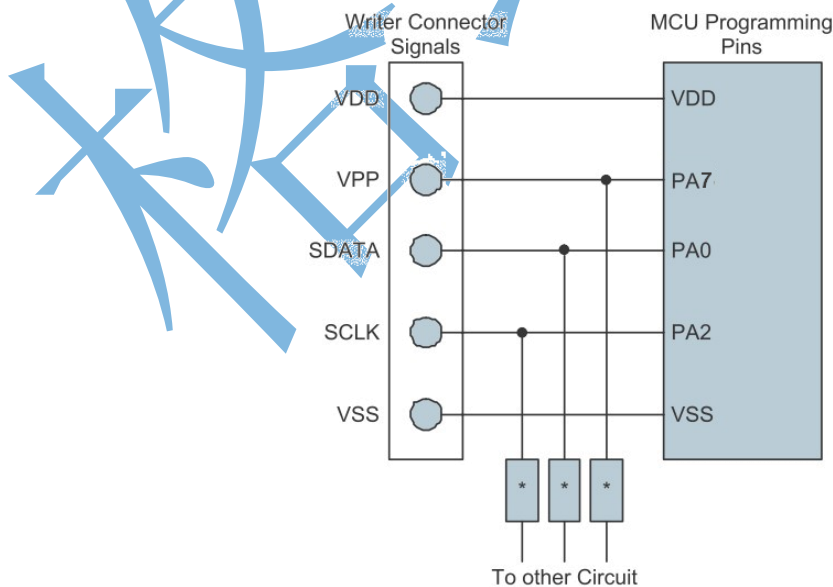 Writer Connector
Signals
MCU Programming
Pins
VDD
VDD
VPP
PA7
SDATA
PA0
SCLK
PA2
VSS
VSS
* * *
To other Circuit